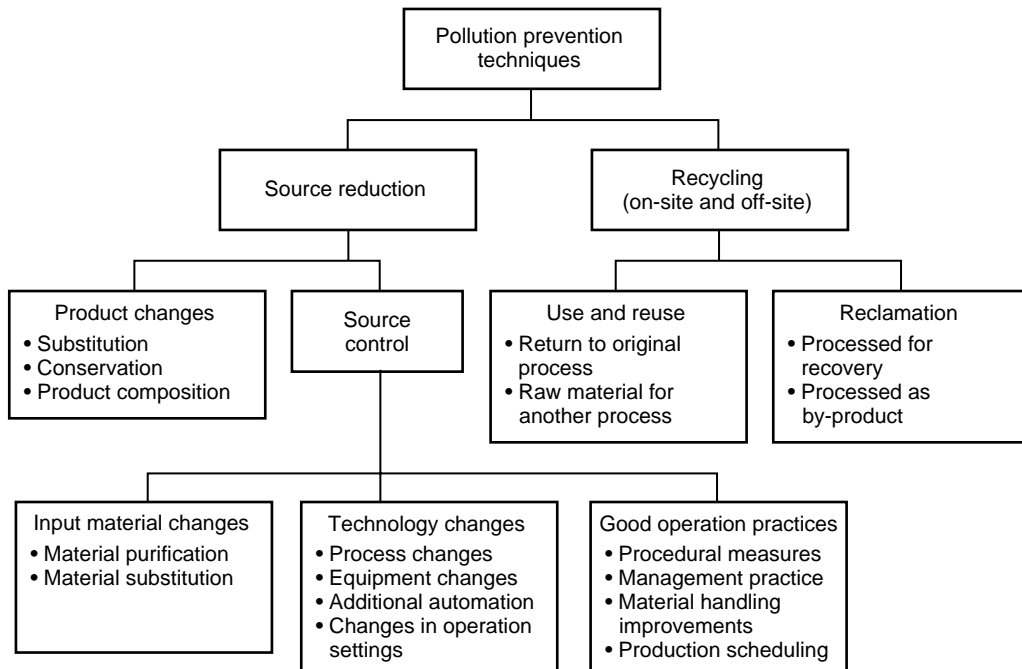 Pollution prevention
techniques
Source reduction
Recycling
(on-site and off-site)
Product changes
• Substitution
• Conservation
• Product composition
Source
control
Use and reuse
• Return to original
process
• Raw material for
another process
Reclamation
• Processed for
recovery
• Processed as
by-product
Input material changes
• Material purification
• Material substitution
Technology changes
• Process changes
• Equipment changes
• Additional automation
• Changes in operation
settings
Good operation practices
• Procedural measures
• Management practice
• Material handling
improvements
• Production scheduling